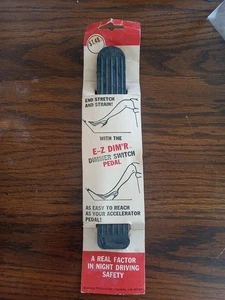 END STRETCH
AND STRAIN!
WITH THE
E-Z DIM'R
DIMMER SWITCH
PEDAL
AS EASY TO REACH
AS YOUR ACCELERATOR
PEDAL!
A REAL FACTOR
IN NIGHT DRIVING
SAFETY